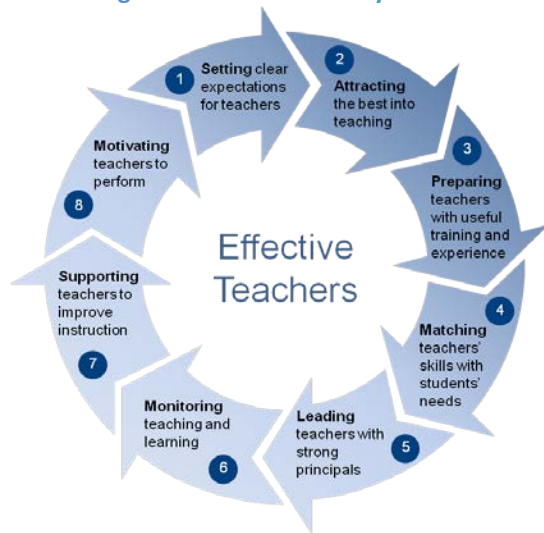 1
Setting clear
expectations
for teachers
2
Attracting
the best into
teaching
3
Preparing
teachers
with useful
training and
experience
4
Matching
teachers'
skills with
students'
needs
5
Leading
teachers with
strong
principals
6
Monitoring
teaching and
learning
7
Supporting
teachers to
improve
instruction
8
Motivating
teachers to
perform
Effective
Teachers